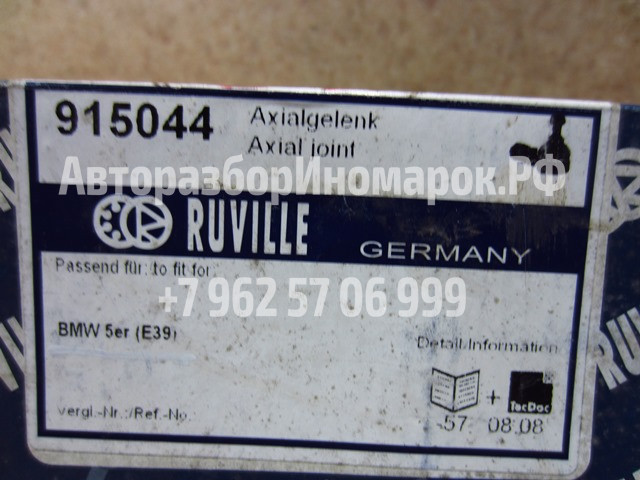 915044 Axialgelenk
Axial joint
АвторазборИномарок.РФ
RUVILLE GERMANY
Passend für: to fit for:
+7 962 57 06 999
BMW 5er (E39)
Detail-Information
+ TecDoc
vergl.-Nr.:/Ref.-No.
57 08.08